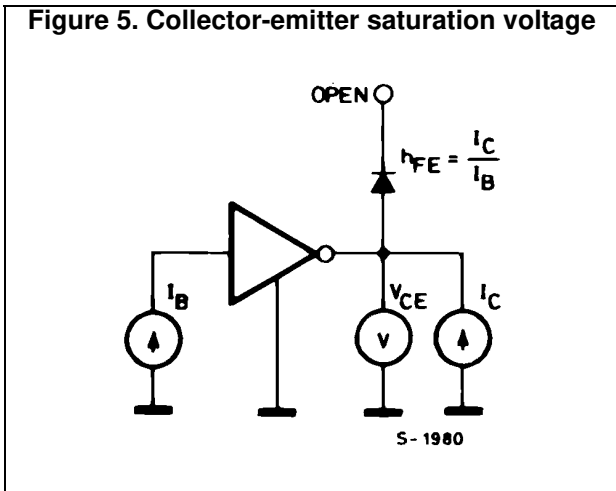 Figure 5. Collector-emitter saturation voltage
OPEN
hFE = IC
IB
IB
VCE
IC
V
S-1980